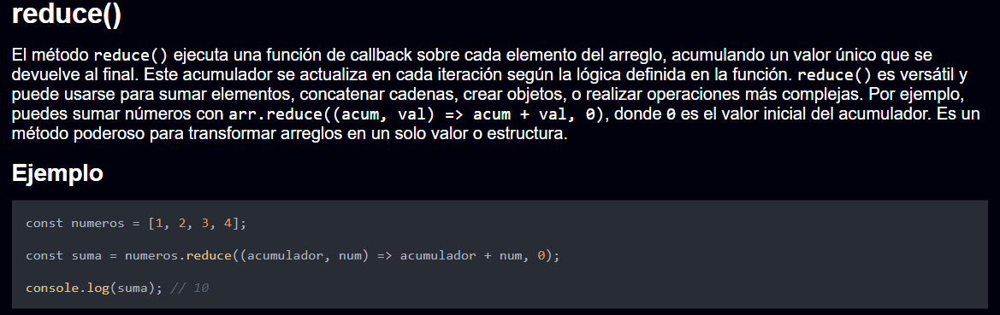 reduce()
El método reduce() ejecuta una función de callback sobre cada elemento del arreglo, acumulando un valor único que se
devuelve al final. Este acumulador se actualiza en cada iteración según la lógica definida en la función. reduce() es versátil y
puede usarse para sumar elementos, concatenar cadenas, crear objetos, o realizar operaciones más complejas. Por ejemplo,
puedes sumar números con arr.reduce((acum, val) => acum + val, 0), donde 0 es el valor inicial del acumulador. Es un
método poderoso para transformar arreglos en un solo valor o estructura.
Ejemplo
const numeros = [1, 2, 3, 4];
const suma = numeros.reduce((acumulador, num) => acumulador + num, 0);
console.log(suma); // 10